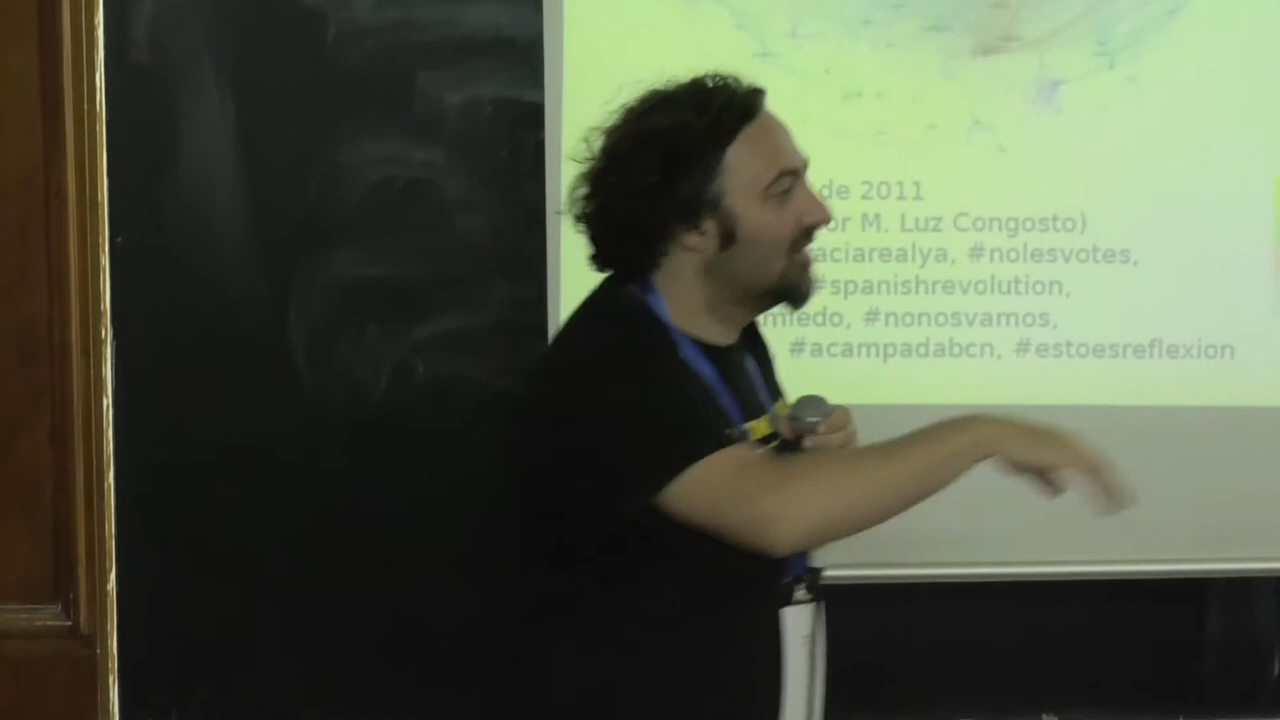 de 2011
or M. Luz Congosto)
aciarealya, #nolesvotes,
#spanishrevolution,
miedo, #nonosvamos,
#acampadabcn, #estoesreflexion